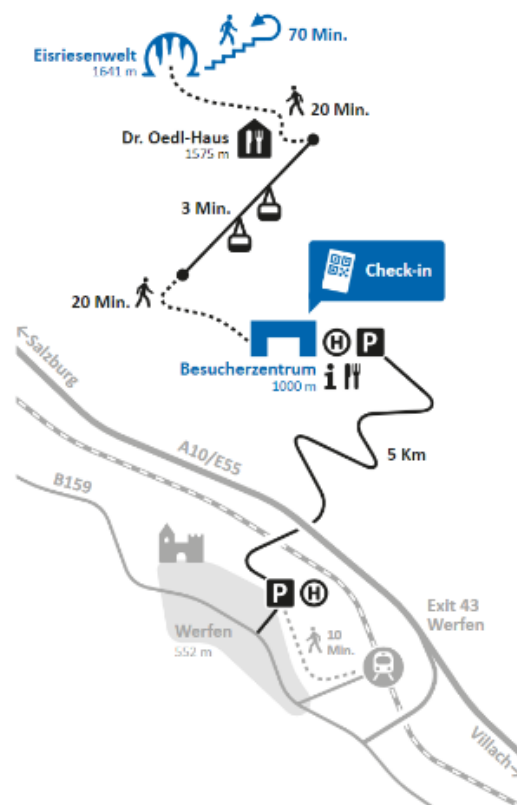 70 Min.
Eisriesenwelt
1641 m
20 Min.
Dr. Oedl-Haus
1575 m
3 Min.
Check-in
20 Min.
H P
Besucherzentrum
1000 m
i
←Salzburg
A10/E55
5 Km
B159
P H
Exit 43
Werfen
Werfen
552 m
10
Min.
Villach→